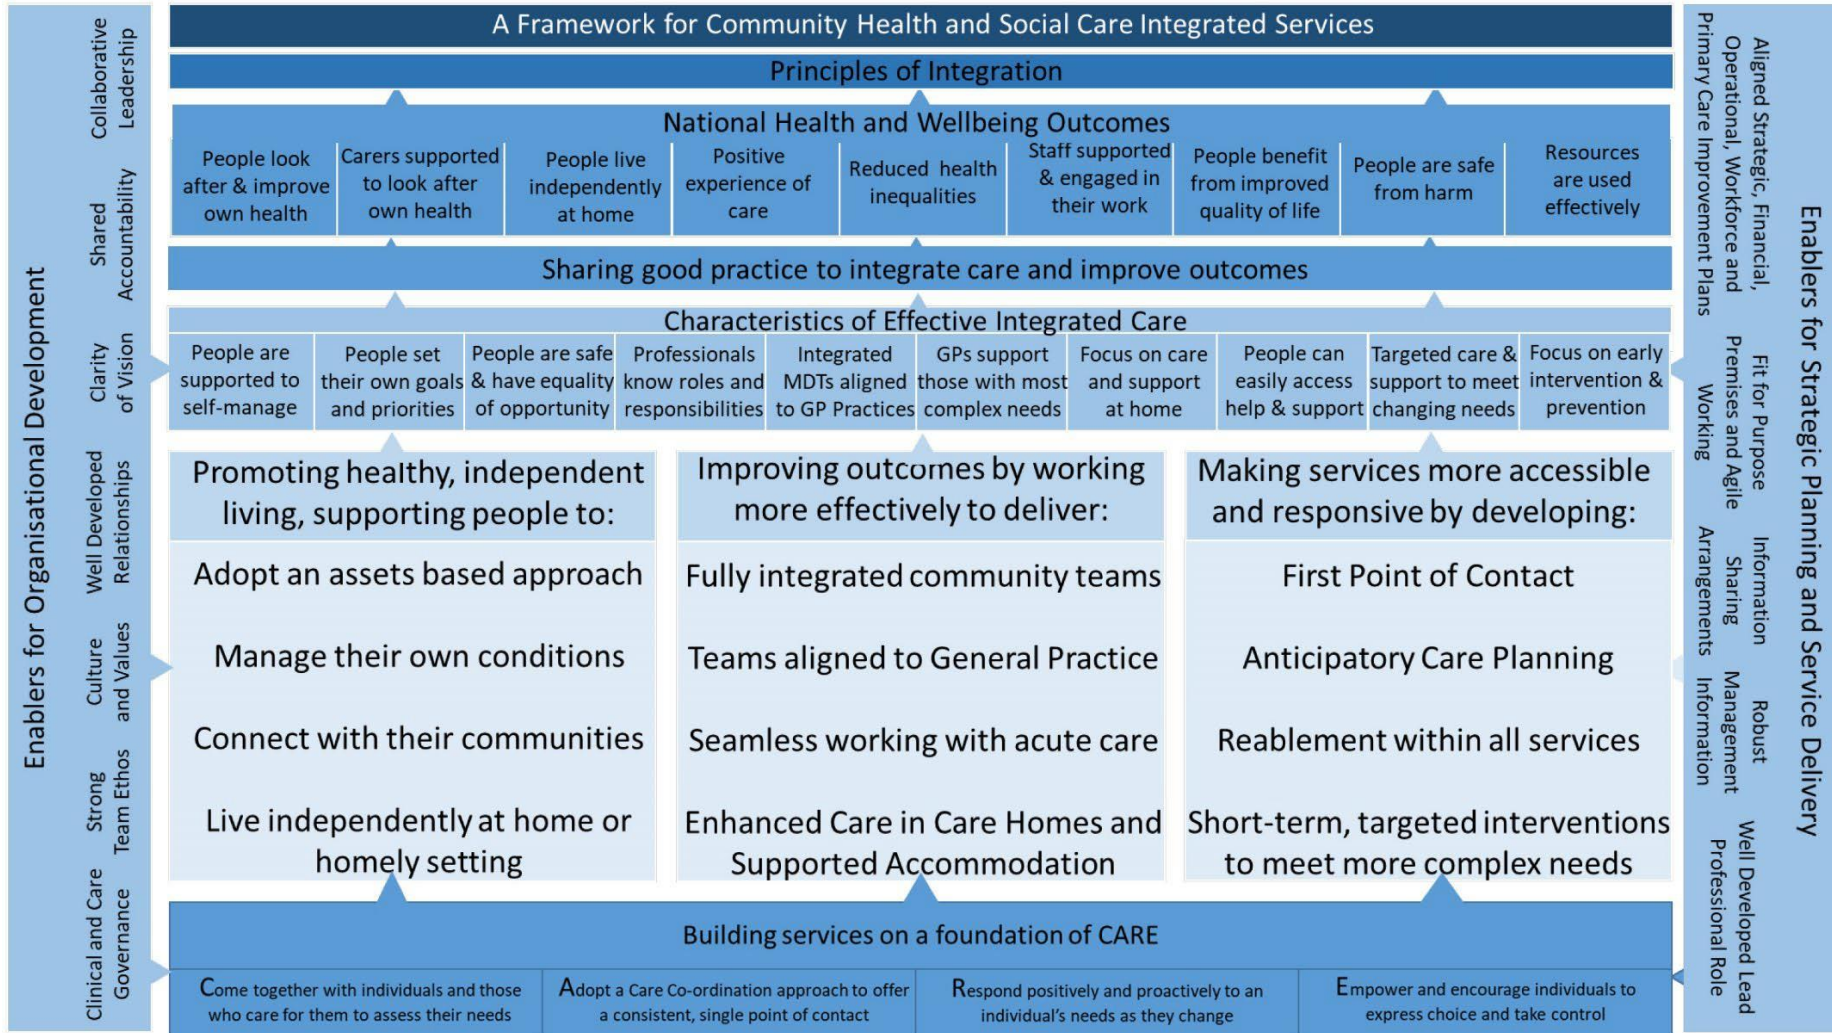 A Framework for Community Health and Social Care Integrated Services
Principles of Integration
National Health and Wellbeing Outcomes
People look
after & improve
own health
Carers supported
to look after
own health
People live
independently
at home
Positive
experience of
care
Reduced health
inequalities
Staff supported
& engaged in
their work
People benefit
from improved
quality of life
People are safe
from harm
Resources
are used
effectively
Sharing good practice to integrate care and improve outcomes
Characteristics of Effective Integrated Care
People are
supported to
self-manage
People set
their own goals
and priorities
People are safe
& have equality
of opportunity
Professionals
know roles and
responsibilities
Integrated
MDTs aligned
to GP Practices
GPs support
those with most
complex needs
Focus on care
and support
at home
People can
easily access
help & support
Targeted care &
support to meet
changing needs
Focus on early
intervention &
prevention
Promoting healthy, independent
living, supporting people to:
Adopt an assets based approach
Manage their own conditions
Connect with their communities
Live independently at home or
homely setting
Improving outcomes by working
more effectively to deliver:
Fully integrated community teams
Teams aligned to General Practice
Seamless working with acute care
Enhanced Care in Care Homes and
Supported Accommodation
Making services more accessible
and responsive by developing:
First Point of Contact
Anticipatory Care Planning
Reablement within all services
Short-term, targeted interventions
to meet more complex needs
Building services on a foundation of CARE
Come together with individuals and those
who care for them to assess their needs
Adopt a Care Co-ordination approach to offer
a consistent, single point of contact
Respond positively and proactively to an
individual's needs as they change
Empower and encourage individuals to
express choice and take control
Enablers for Organisational Development
Collaborative
Leadership
Shared
Accountability
Clarity
of Vision
Well Developed
Relationships
Culture
and Values
Strong
Team Ethos
Clinical and Care
Governance
Enablers for Strategic Planning and Service Delivery
Aligned Strategic, Financial,
Operational, Workforce and
Primary Care Improvement Plans
Fit for Purpose
Premises and Agile
Working
Information
Sharing
Arrangements
Robust
Management
Information
Well Developed Lead
Professional Role